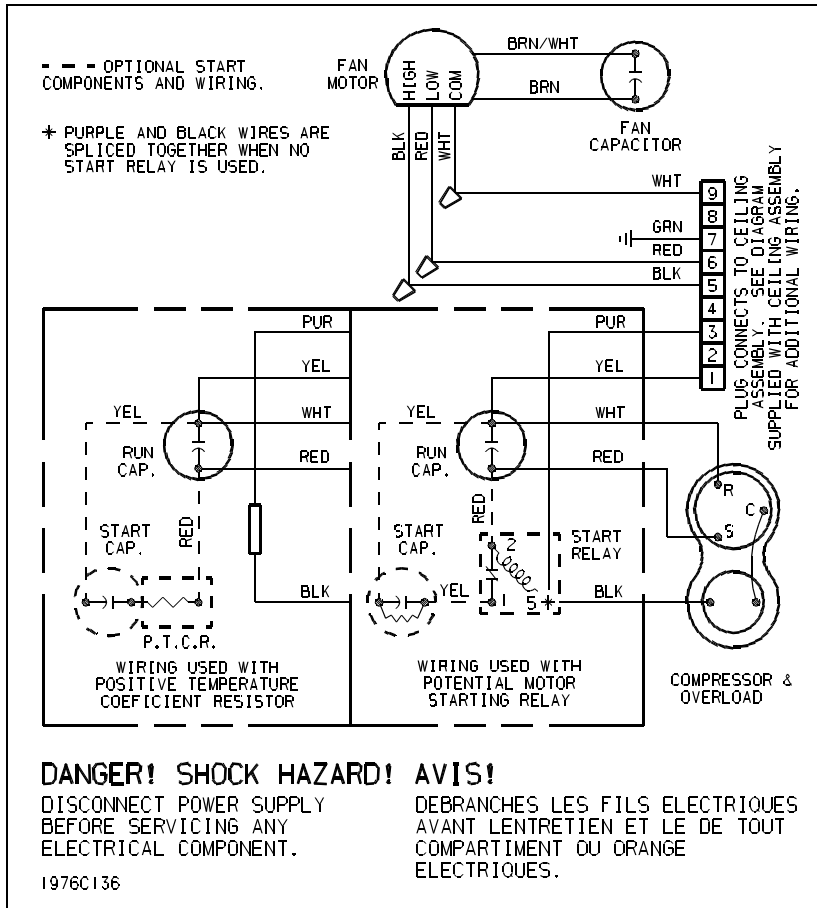 - - - OPTIONAL START
COMPONENTS AND WIRING.
* PURPLE AND BLACK WIRES ARE
SPLICED TOGETHER WHEN NO
START RELAY IS USED.
FAN
MOTOR
HIGH
LOW
COM
BRN/WHT
BRN
FAN
CAPACITOR
BLK
RED
WHT
WHT
GRN
RED
BLK
9
8
7
6
5
4
3
2
1
PLUG CONNECTS TO CEILING
ASSEMBLY. SEE DIAGRAM
SUPPLIED WITH CEILING ASSEMBLY
FOR ADDITIONAL WIRING.
PUR
YEL
YEL
WHT
RUN
CAP.
RED
START
CAP.
RED
BLK
P.T.C.R.
WIRING USED WITH
POSITIVE TEMPERATURE
COEFICIENT RESISTOR
PUR
YEL
YEL
WHT
RUN
CAP.
RED
START
CAP.
RED
2
START
RELAY
YEL
1
5
*
BLK
WIRING USED WITH
POTENTIAL MOTOR
STARTING RELAY
R
C
S
COMPRESSOR &
OVERLOAD
DANGER! SHOCK HAZARD!
DISCONNECT POWER SUPPLY
BEFORE SERVICING ANY
ELECTRICAL COMPONENT.
1976C136
AVIS!
DEBRANCHES LES FILS ELECTRIQUES
AVANT LENTRETIEN ET LE DE TOUT
COMPARTIMENT OU ORANGE
ELECTRIQUES.